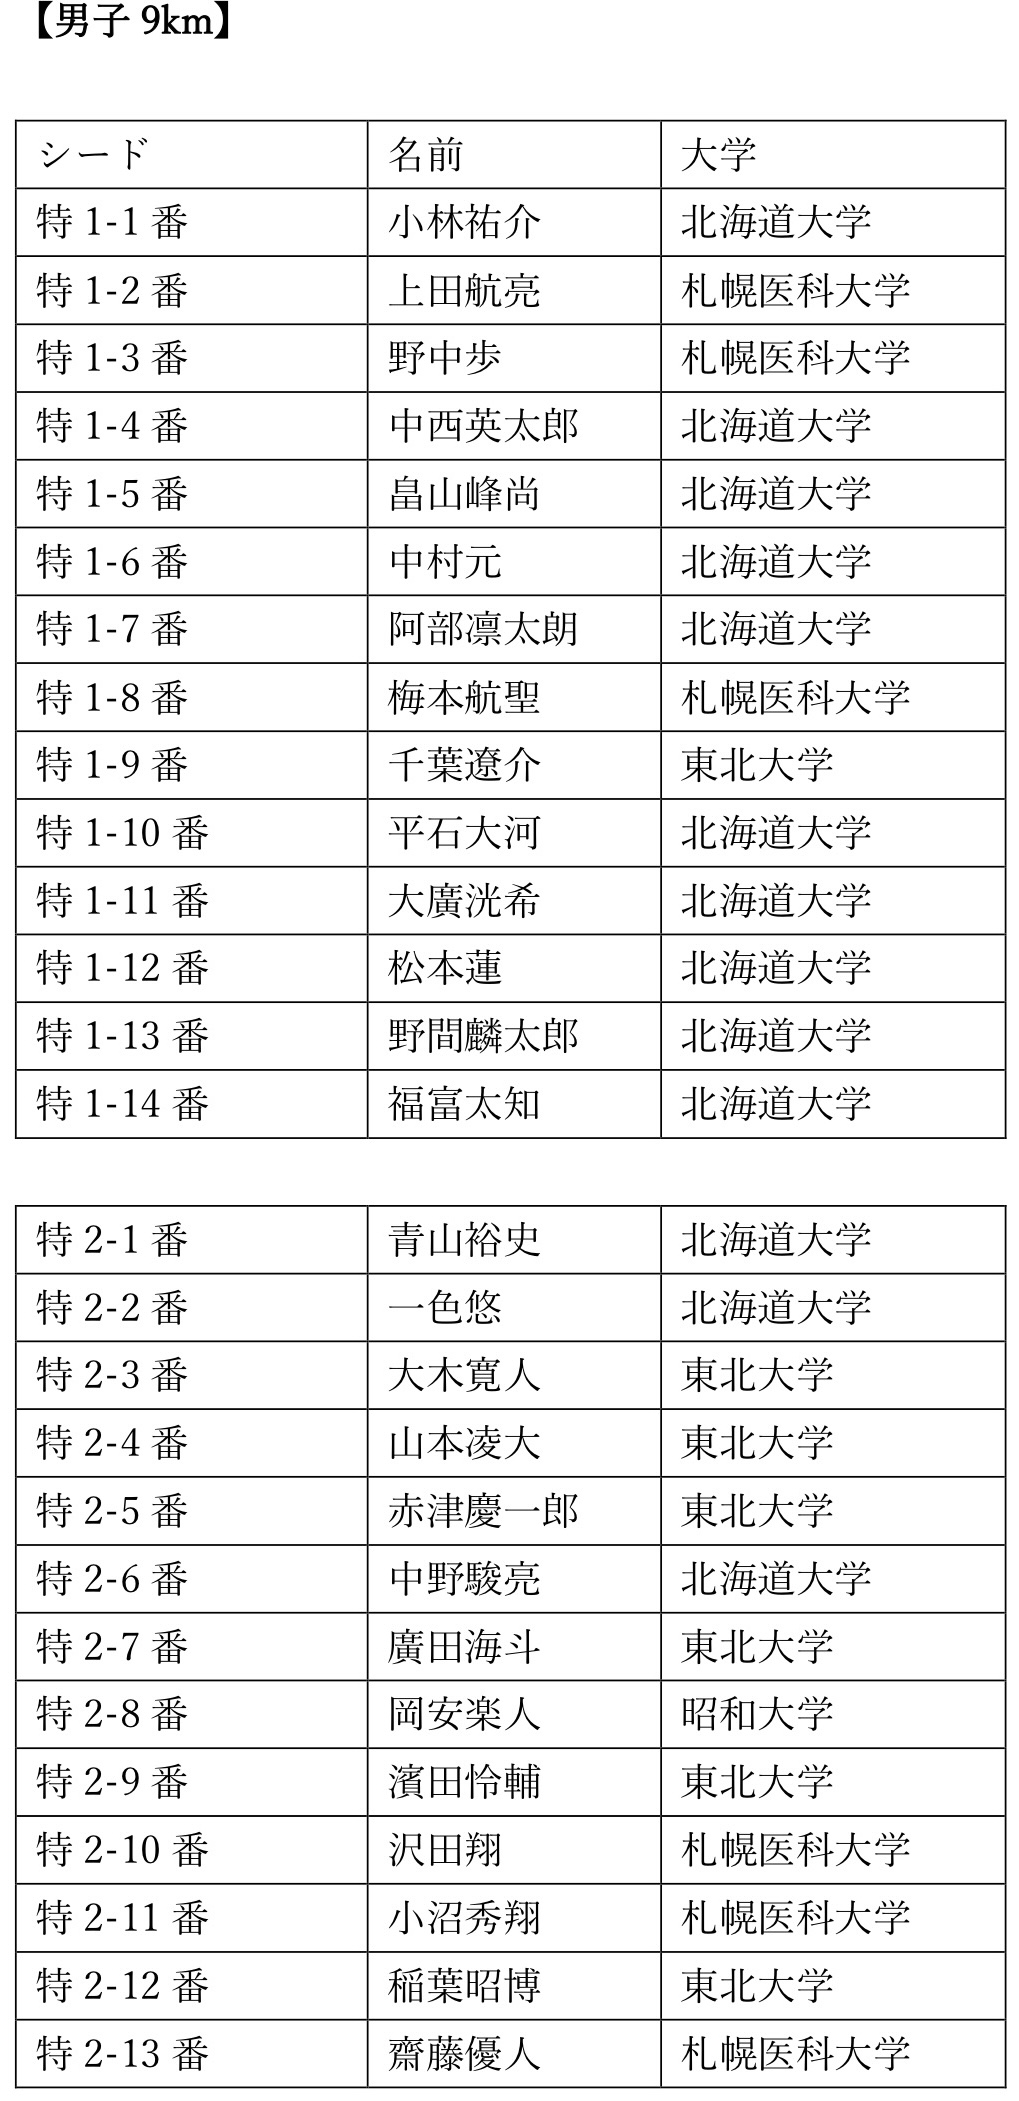 【男子 9km】
シード 名前 大学
特 1-1 番 小林祐介 北海道大学
特 1-2 番 上田航亮 札幌医科大学
特 1-3 番 野中歩 札幌医科大学
特 1-4 番 中西英太郎 北海道大学
特 1-5 番 畠山峰尚 北海道大学
特 1-6 番 中村元 北海道大学
特 1-7 番 阿部凛太朗 北海道大学
特 1-8 番 梅本航聖 札幌医科大学
特 1-9 番 千葉遼介 東北大学
特 1-10 番 平石大河 北海道大学
特 1-11 番 大廣洸希 北海道大学
特 1-12 番 松本蓮 北海道大学
特 1-13 番 野間麟太郎 北海道大学
特 1-14 番 福富太知 北海道大学
特 2-1 番 青山裕史 北海道大学
特 2-2 番 一色悠 北海道大学
特 2-3 番 大木寛人 東北大学
特 2-4 番 山本凌大 東北大学
特 2-5 番 赤津慶一郎 東北大学
特 2-6 番 中野駿亮 北海道大学
特 2-7 番 廣田海斗 東北大学
特 2-8 番 岡安楽人 昭和大学
特 2-9 番 濱田怜輔 東北大学
特 2-10 番 沢田翔 札幌医科大学
特 2-11 番 小沼秀翔 札幌医科大学
特 2-12 番 稲葉昭博 東北大学
特 2-13 番 齋藤優人 札幌医科大学